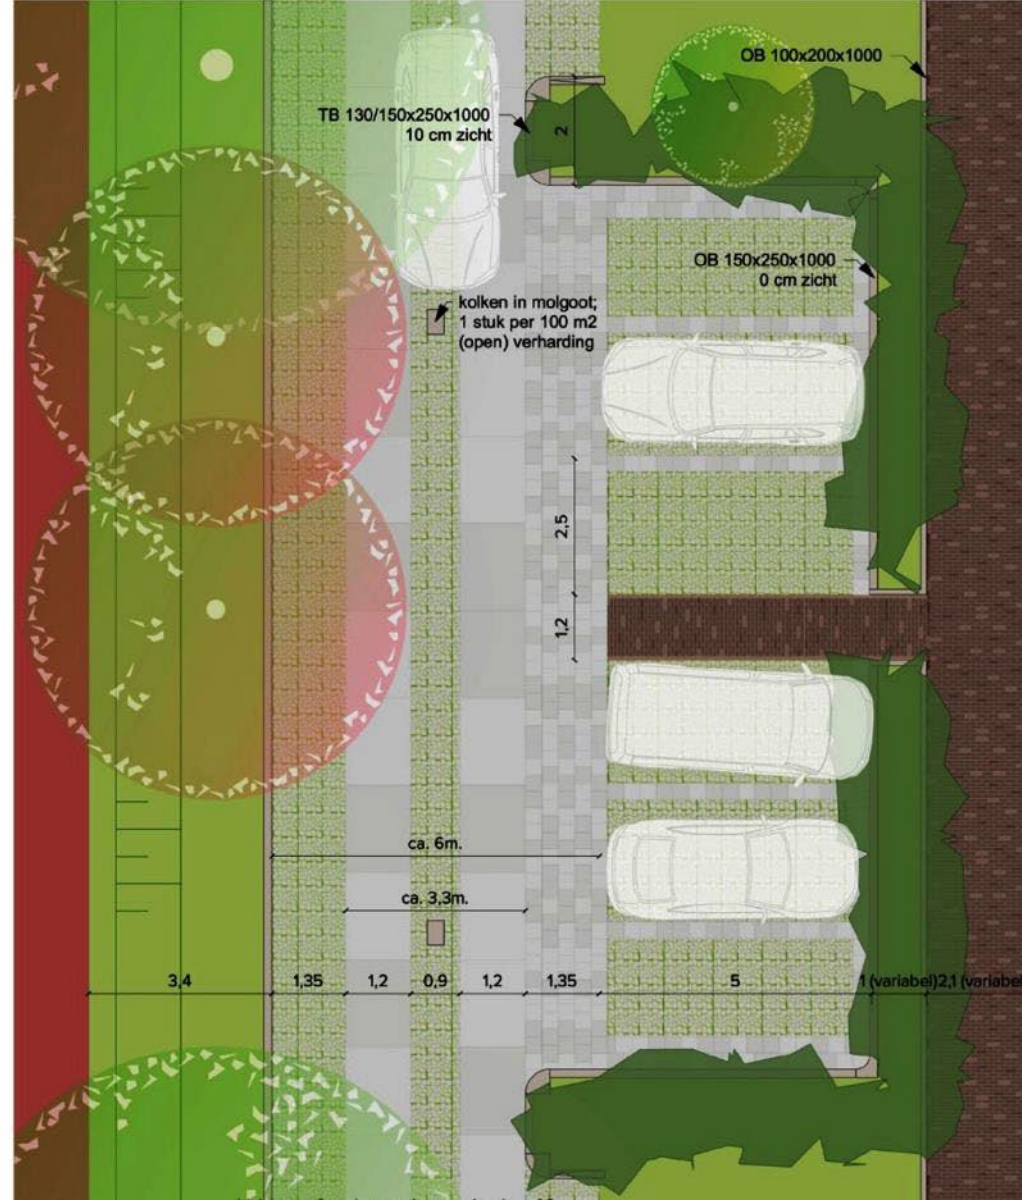 OB 100x200x1000
TB 130/150x250x1000
10 cm zicht
2
OB 150x250x1000
0 cm zicht
kolken in molgoot;
1 stuk per 100 m2
(open) verharding
2,5
1,2
ca. 6m.
ca. 3,3m.
3,4
1,35
1,2
0,9
1,2
1,35
5
1 (variabel)
2,1 (variabel